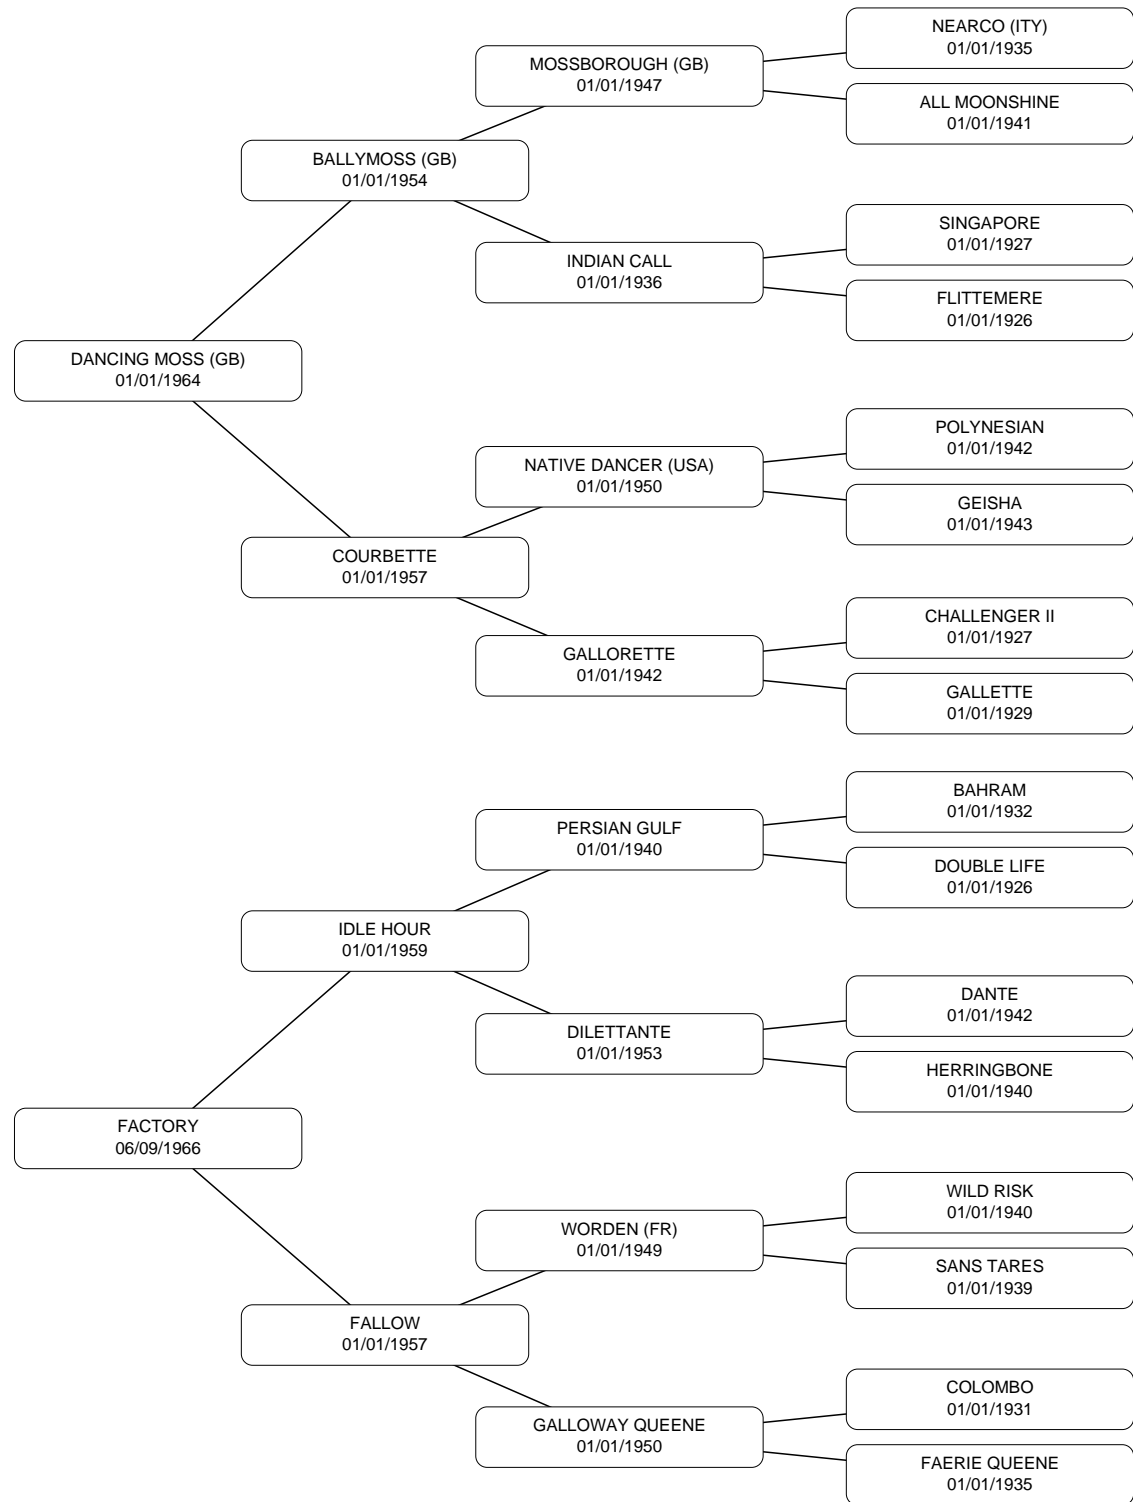 NEARCO (ITY)
01/01/1935
MOSSBOROUGH (GB)
01/01/1947
ALL MOONSHINE
01/01/1941
BALLYMOSS (GB)
01/01/1954
SINGAPORE
01/01/1927
INDIAN CALL
01/01/1936
FLITTEMERE
01/01/1926
DANCING MOSS (GB)
01/01/1964
POLYNESIAN
01/01/1942
NATIVE DANCER (USA)
01/01/1950
GEISHA
01/01/1943
COURBETTE
01/01/1957
CHALLENGER II
01/01/1927
GALLORETTE
01/01/1942
GALLETTE
01/01/1929
BAHRAM
01/01/1932
PERSIAN GULF
01/01/1940
DOUBLE LIFE
01/01/1926
IDLE HOUR
01/01/1959
DANTE
01/01/1942
DILETTANTE
01/01/1953
HERRINGBONE
01/01/1940
FACTORY
06/09/1966
WILD RISK
01/01/1940
WORDEN (FR)
01/01/1949
SANS TARES
01/01/1939
FALLOW
01/01/1957
COLOMBO
01/01/1931
GALLOWAY QUEENE
01/01/1950
FAERIE QUEENE
01/01/1935